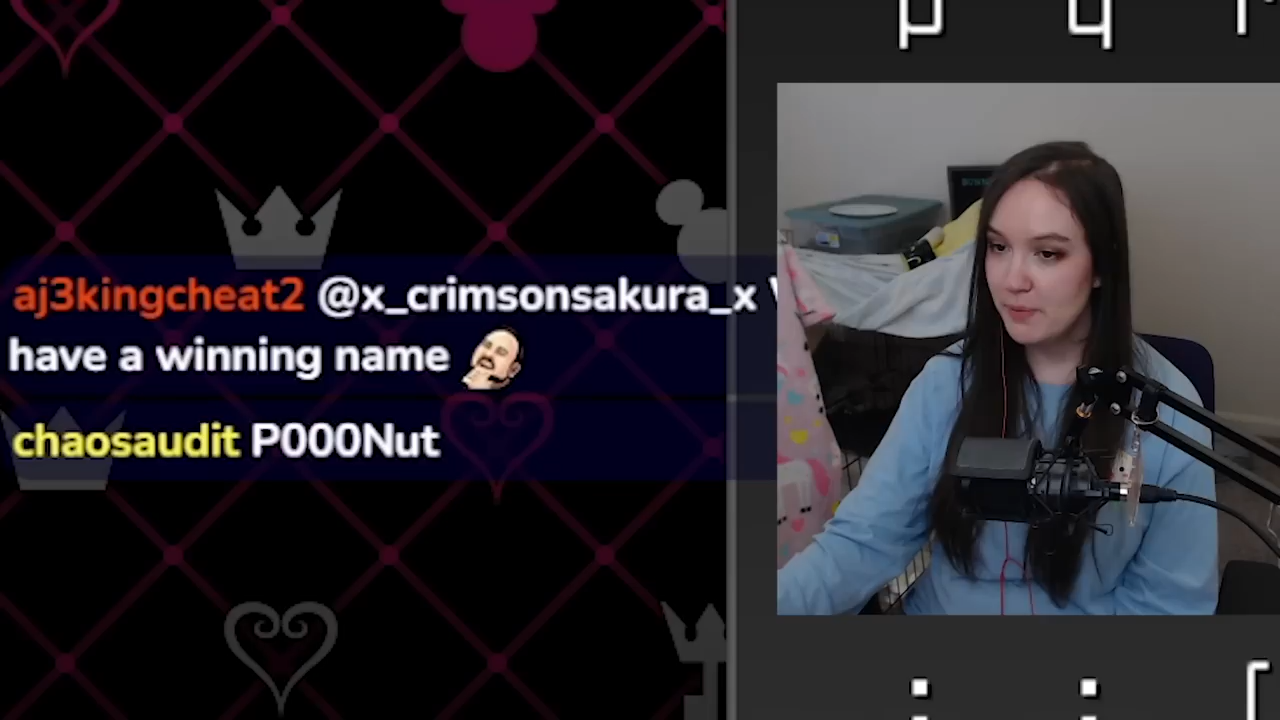 p q r
aj3kingcheat2 @x_crimsonsakura_x
have a winning name
chaosaudit P000Nut